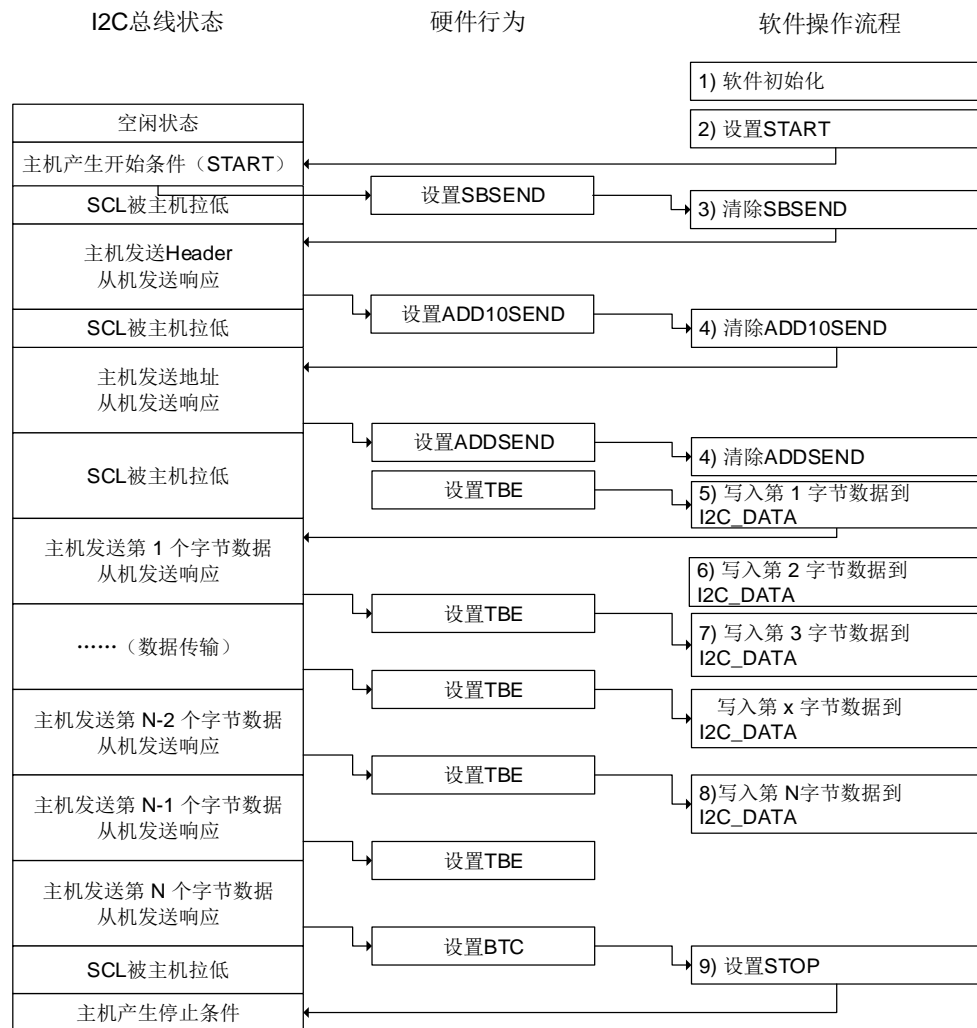 I2C总线状态
硬件行为
软件操作流程
1) 软件初始化
空闲状态
2) 设置START
主机产生开始条件（START）
SCL被主机拉低
设置SBSEND
3) 清除SBSEND
主机发送Header
从机发送响应
设置ADD10SEND
SCL被主机拉低
4) 清除ADD10SEND
主机发送地址
从机发送响应
设置ADDSEND
4) 清除ADDSEND
SCL被主机拉低
设置TBE
5) 写入第 1 字节数据到
I2C_DATA
主机发送第 1 个字节数据
从机发送响应
6) 写入第 2 字节数据到
I2C_DATA
设置TBE
7) 写入第 3 字节数据到
I2C_DATA
……（数据传输）
设置TBE
写入第 x 字节数据到
I2C_DATA
主机发送第 N-2 个字节数据
从机发送响应
设置TBE
8)写入第 N字节数据到
I2C_DATA
主机发送第 N-1 个字节数据
从机发送响应
设置TBE
主机发送第 N 个字节数据
从机发送响应
设置BTC
SCL被主机拉低
9) 设置STOP
主机产生停止条件